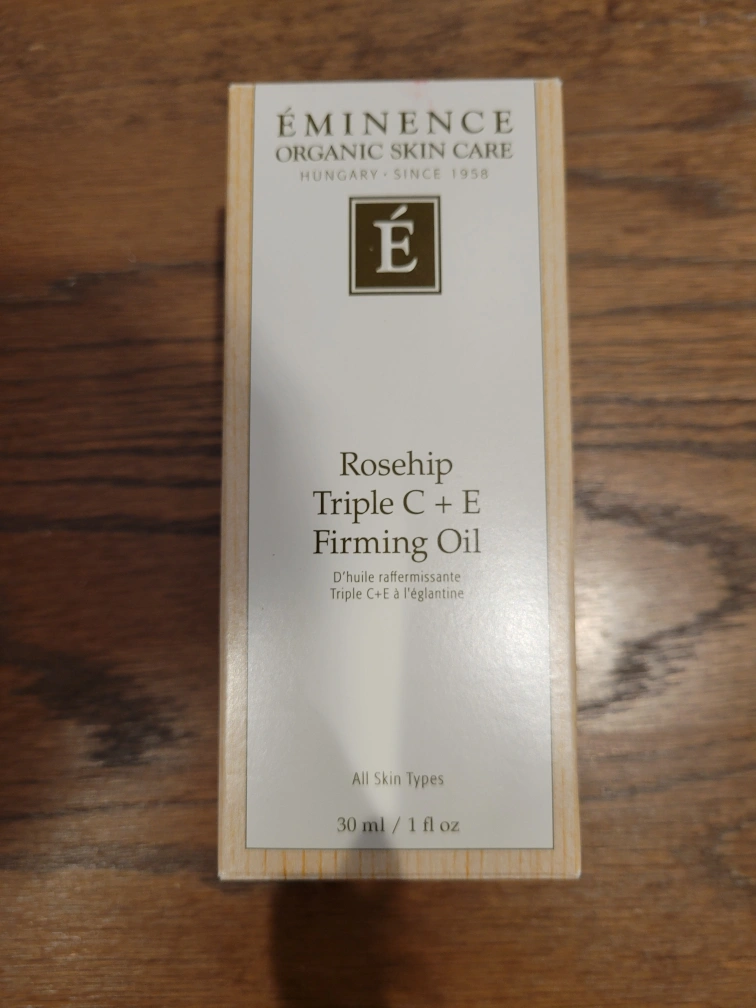 ÉMINENCE
ORGANIC SKIN CARE
HUNGARY · SINCE 1958
É
Rosehip
Triple C + E
Firming Oil
D'huile raffermissante
Triple C+E à l'églantine
All Skin Types
30 ml / 1 fl oz